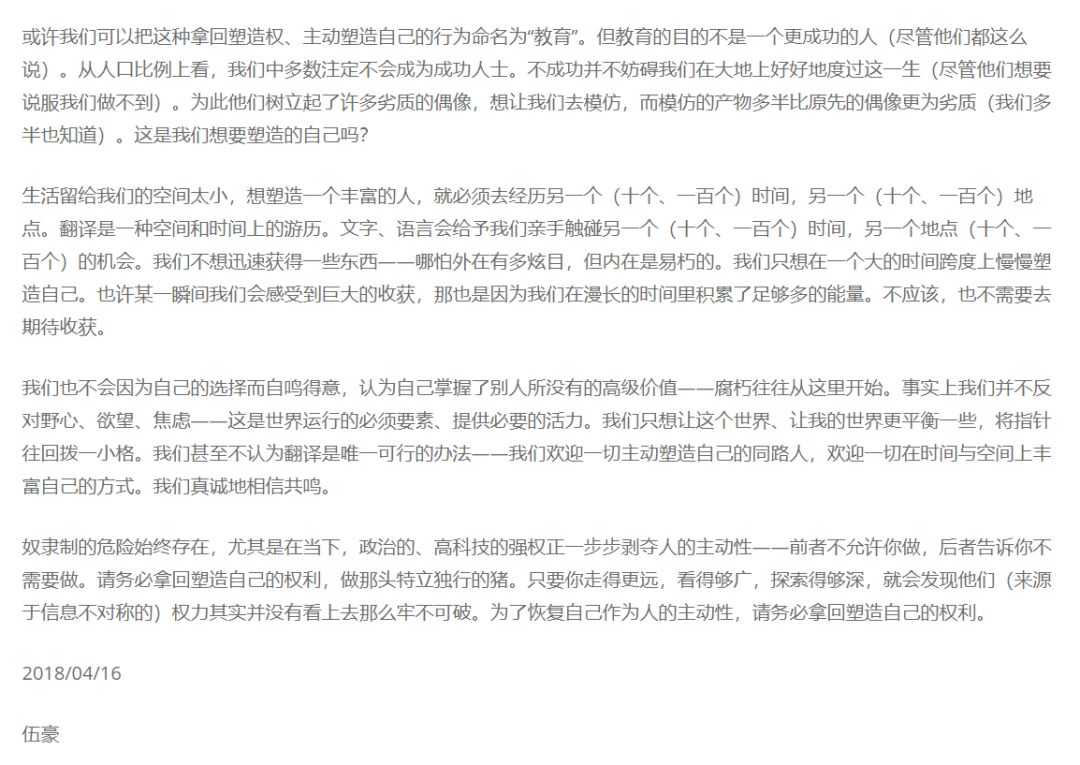 或许我们可以把这种拿回塑造权、主动塑造自己的行为命名为“教育”。但教育的目的不是一个更成功的人（尽管他们都这么
说）。从人口比例上看，我们中多数注定不会成为成功人士。不成功并不妨碍我们在大地上好好地度过这一生（尽管他们想要
说服我们做不到）。为此他们树立起了许多劣质的偶像，想让我们去模仿，而模仿的产物多半比原先的偶像更为劣质（我们多
半也知道）。这是我们想要塑造的自己吗？
生活留给我们的空间太小，想塑造一个丰富的人，就必须去经历另一个（十个、一百个）时间，另一个（十个、一百个）地
点。翻译是一种空间和时间上的游历。文字、语言会给予我们亲手触碰另一个（十个、一百个）时间，另一个地点（十个、一
百个）的机会。我们不想迅速获得一些东西——哪怕外在有多炫目，但内在是易朽的。我们只想在一个大的时间跨度上慢慢塑
造自己。也许某一瞬间我们会感受到巨大的收获，那也是因为我们在漫长的时间里积累了足够多的能量。不应该，也不需要去
期待收获。
我们也不会因为自己的选择而自鸣得意，认为自己掌握了别人所没有的高级价值——腐朽往往从这里开始。事实上我们并不反
对野心、欲望、焦虑——这是世界运行的必须要素、提供必要的活力。我们只想让这个世界、让我的世界更平衡一些，将指针
往回拨一小格。我们甚至不认为翻译是唯一可行的办法——我们欢迎一切主动塑造自己的同路人，欢迎一切在时间与空间上丰
富自己的方式。我们真诚地相信共鸣。
奴隶制的危险始终存在，尤其是在当下，政治的、高科技的强权正一步步剥夺人的主动性——前者不允许你做，后者告诉你不
需要做。请务必拿回塑造自己的权利，做那头特立独行的猪。只要你走得更远，看得够广，探索得够深，就会发现他们（来源
于信息不对称的）权力其实并没有看上去那么牢不可破。为了恢复自己作为人的主动性，请务必拿回塑造自己的权利。
2018/04/16
伍豪